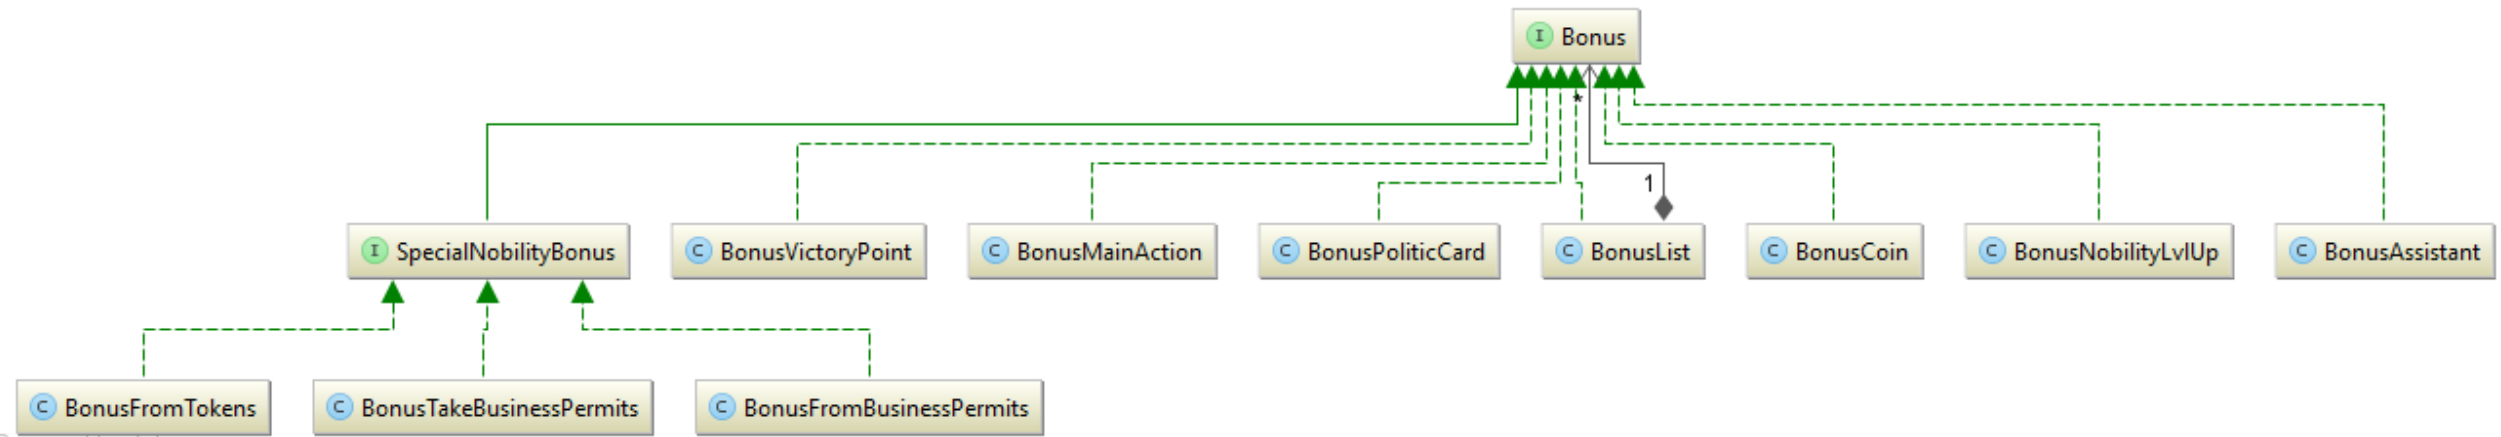 I Bonus
*
1
I SpecialNobilityBonus
C BonusVictoryPoint
C BonusMainAction
C BonusPoliticCard
C BonusList
C BonusCoin
C BonusNobilityLvlUp
C BonusAssistant
C BonusFromTokens
C BonusTakeBusinessPermits
C BonusFromBusinessPermits